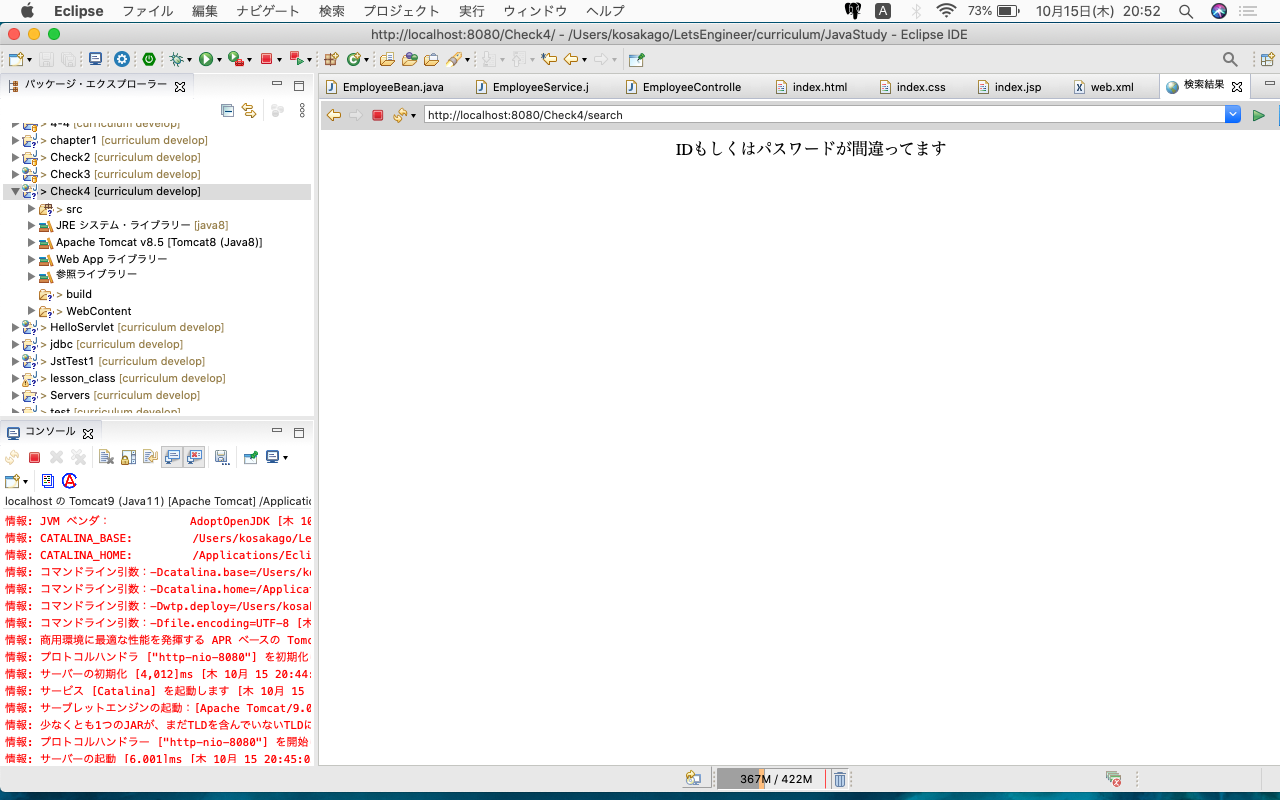 Eclipse ファイル 編集 ナビゲート 検索 プロジェクト 実行 ウィンドウ ヘルプ A 73% 10月15日(木) 20:52
http://localhost:8080/Check4/ - /Users/kosakago/LetsEngineer/curriculum/JavaStudy - Eclipse IDE
パッケージ・エクスプローラー
EmployeeBean.java EmployeeService.j EmployeeControlle index.html index.css index.jsp web.xml 検索結果
http://localhost:8080/Check4/search
IDもしくはパスワードが間違ってます
> 4-4 [curriculum develop]
> chapter1 [curriculum develop]
> Check2 [curriculum develop]
> Check3 [curriculum develop]
> Check4 [curriculum develop]
> src
JRE システム・ライブラリー [java8]
Apache Tomcat v8.5 [Tomcat8 (Java8)]
Web App ライブラリー
参照ライブラリー
> build
> WebContent
> HelloServlet [curriculum develop]
> jdbc [curriculum develop]
> JstTest1 [curriculum develop]
> lesson_class [curriculum develop]
> Servers [curriculum develop]
> test [curriculum develop]
コンソール
localhost の Tomcat9 (Java11) [Apache Tomcat] /Applicatio
情報: JVM ベンダ： AdoptOpenJDK [木 10
情報: CATALINA_BASE: /Users/kosakago/Le
情報: CATALINA_HOME: /Applications/Ecli
情報: コマンドライン引数：-Dcatalina.base=/Users/ko
情報: コマンドライン引数：-Dcatalina.home=/Applicat
情報: コマンドライン引数：-Dwtp.deploy=/Users/kosak
情報: コマンドライン引数：-Dfile.encoding=UTF-8 [木
情報: 商用環境に最適な性能を発揮する APR ベースの Tomc
情報: プロトコルハンドラ ["http-nio-8080"] を初期化
情報: サーバーの初期化 [4,012]ms [木 10月 15 20:44:
情報: サービス [Catalina] を起動します [木 10月 15
情報: サーブレットエンジンの起動：[Apache Tomcat/9.0
情報: 少なくとも1つのJARが、まだTLDを含んでいないTLDに
情報: プロトコルハンドラー ["http-nio-8080"] を開始
情報: サーバーの起動 [6,001]ms [木 10月 15 20:45:0
367M / 422M